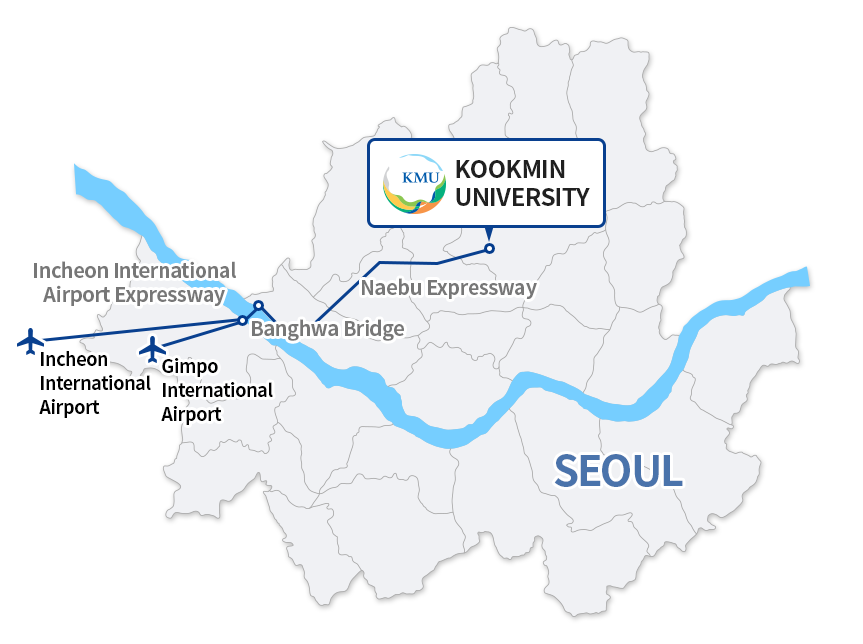 KMU
KOOKMIN
UNIVERSITY
Incheon International
Airport Expressway
Naebu Expressway
Banghwa Bridge
Incheon
International
Airport
Gimpo
International
Airport
SEOUL